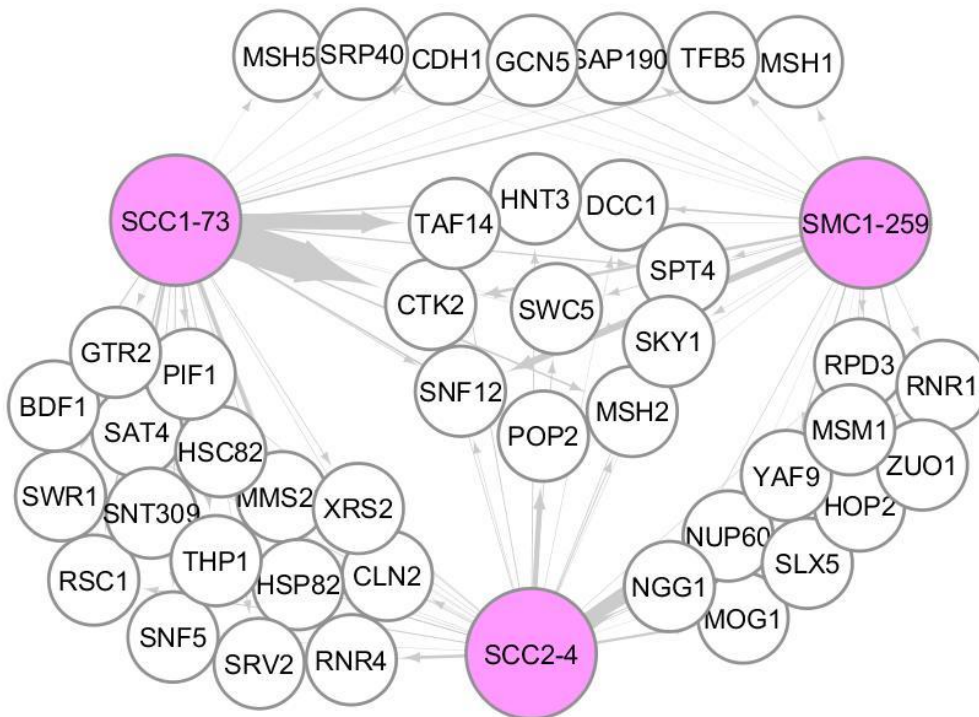 MSH5
SRP40
CDH1
GCN5
SAP190
TFB5
MSH1
SCC1-73
TAF14
HNT3
DCC1
SMC1-259
CTK2
SWC5
SPT4
SKY1
GTR2
PIF1
SNF12
POP2
MSH2
RPD3
RNR1
BDF1
SAT4
HSC82
MSM1
YAF9
ZUO1
SWR1
SNT309
MMS2
XRS2
NUP60
HOP2
RSC1
THP1
HSP82
CLN2
NGG1
SLX5
MOG1
SNF5
SRV2
RNR4
SCC2-4